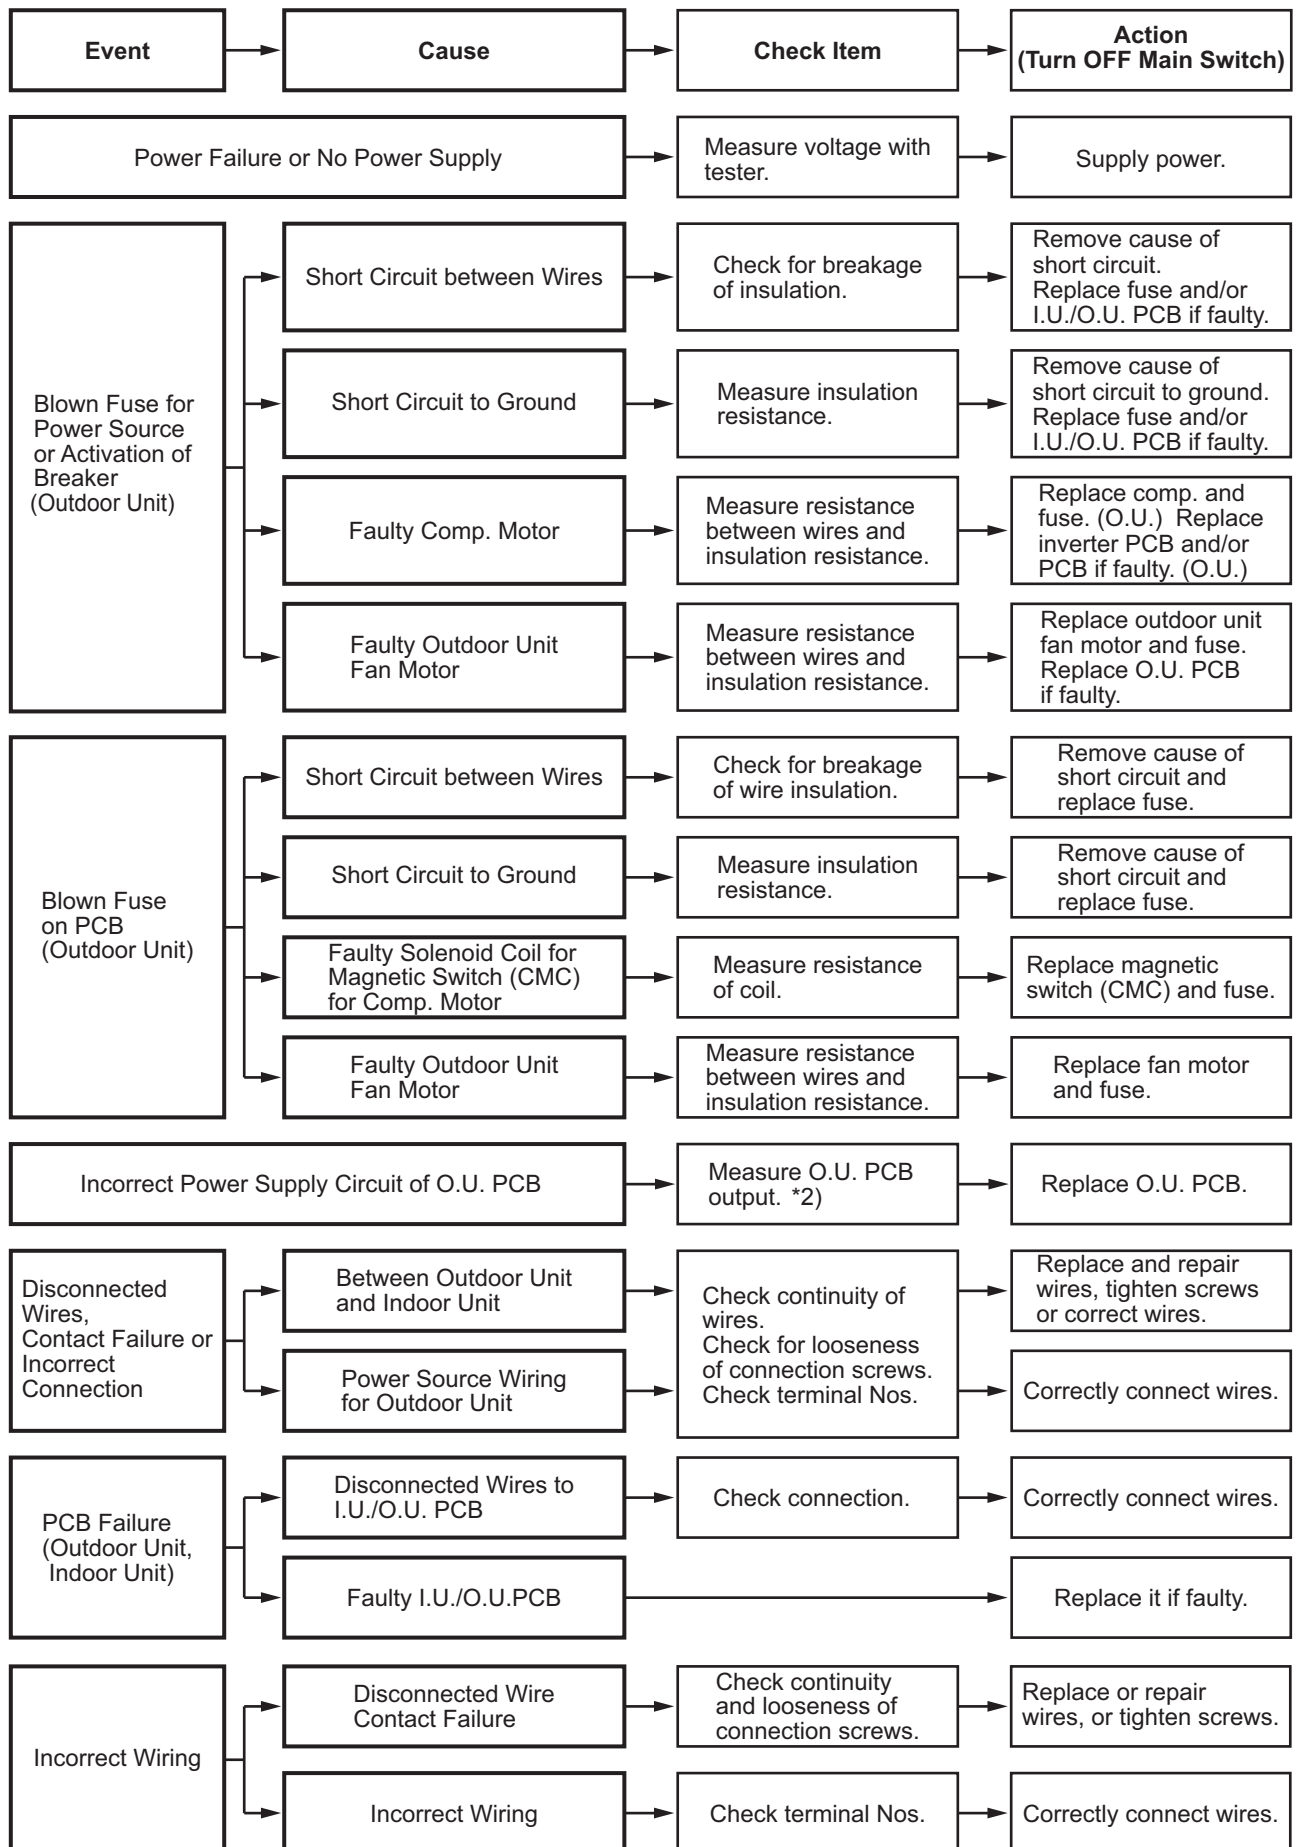 Event
Cause
Check Item
Action
(Turn OFF Main Switch)
Power Failure or No Power Supply
Measure voltage with
tester.
Supply power.
Blown Fuse for
Power Source
or Activation of
Breaker
(Outdoor Unit)
Short Circuit between Wires
Check for breakage
of insulation.
Remove cause of
short circuit.
Replace fuse and/or
I.U./O.U. PCB if faulty.
Short Circuit to Ground
Measure insulation
resistance.
Remove cause of
short circuit to ground.
Replace fuse and/or
I.U./O.U. PCB if faulty.
Faulty Comp. Motor
Measure resistance
between wires and
insulation resistance.
Replace comp. and
fuse. (O.U.) Replace
inverter PCB and/or
PCB if faulty. (O.U.)
Faulty Outdoor Unit
Fan Motor
Measure resistance
between wires and
insulation resistance.
Replace outdoor unit
fan motor and fuse.
Replace O.U. PCB
if faulty.
Blown Fuse
on PCB
(Outdoor Unit)
Short Circuit between Wires
Check for breakage
of wire insulation.
Remove cause of
short circuit and
replace fuse.
Short Circuit to Ground
Measure insulation
resistance.
Remove cause of
short circuit and
replace fuse.
Faulty Solenoid Coil for
Magnetic Switch (CMC)
for Comp. Motor
Measure resistance
of coil.
Replace magnetic
switch (CMC) and fuse.
Faulty Outdoor Unit
Fan Motor
Measure resistance
between wires and
insulation resistance.
Replace fan motor
and fuse.
Incorrect Power Supply Circuit of O.U. PCB
Measure O.U. PCB
output. *2)
Replace O.U. PCB.
Disconnected
Wires,
Contact Failure or
Incorrect
Connection
Between Outdoor Unit
and Indoor Unit
Check continuity of
wires.
Check for looseness
of connection screws.
Check terminal Nos.
Replace and repair
wires, tighten screws
or correct wires.
Power Source Wiring
for Outdoor Unit
Correctly connect wires.
PCB Failure
(Outdoor Unit,
Indoor Unit)
Disconnected Wires to
I.U./O.U. PCB
Check connection.
Correctly connect wires.
Faulty I.U./O.U.PCB
Replace it if faulty.
Incorrect Wiring
Disconnected Wire
Contact Failure
Check continuity
and looseness of
connection screws.
Replace or repair
wires, or tighten screws.
Incorrect Wiring
Check terminal Nos.
Correctly connect wires.